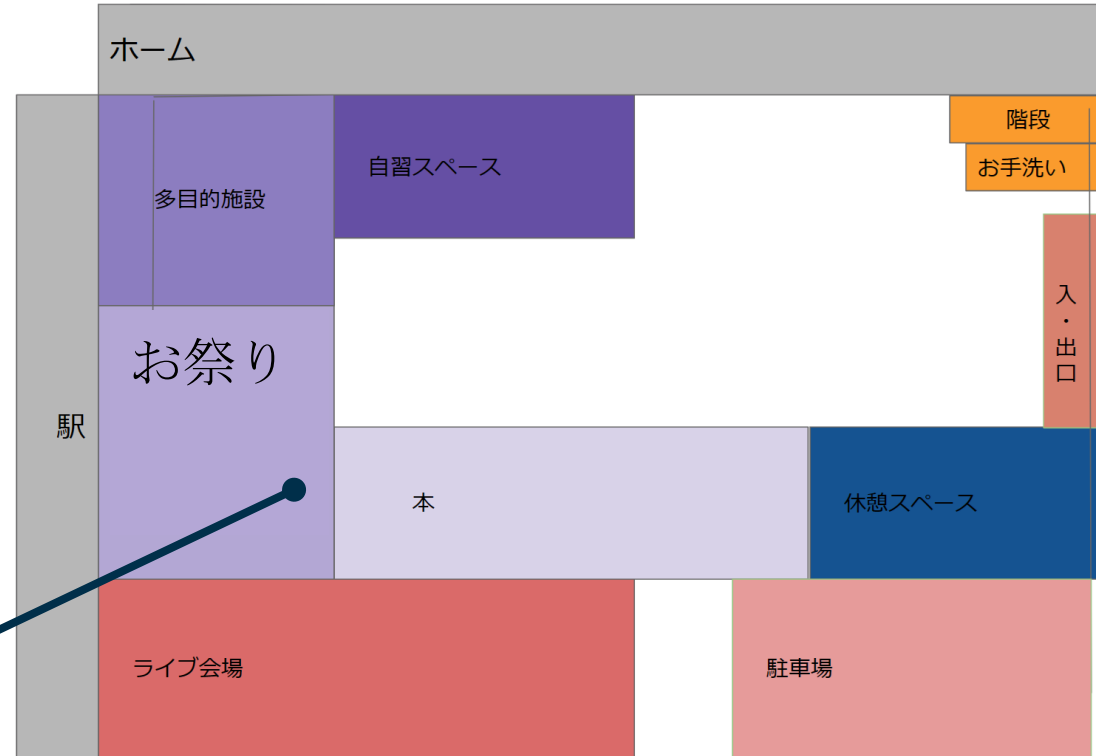 ホーム
階段
自習スペース
お手洗い
多目的施設
入・出口
お祭り
駅
本
休憩スペース
ライブ会場
駐車場